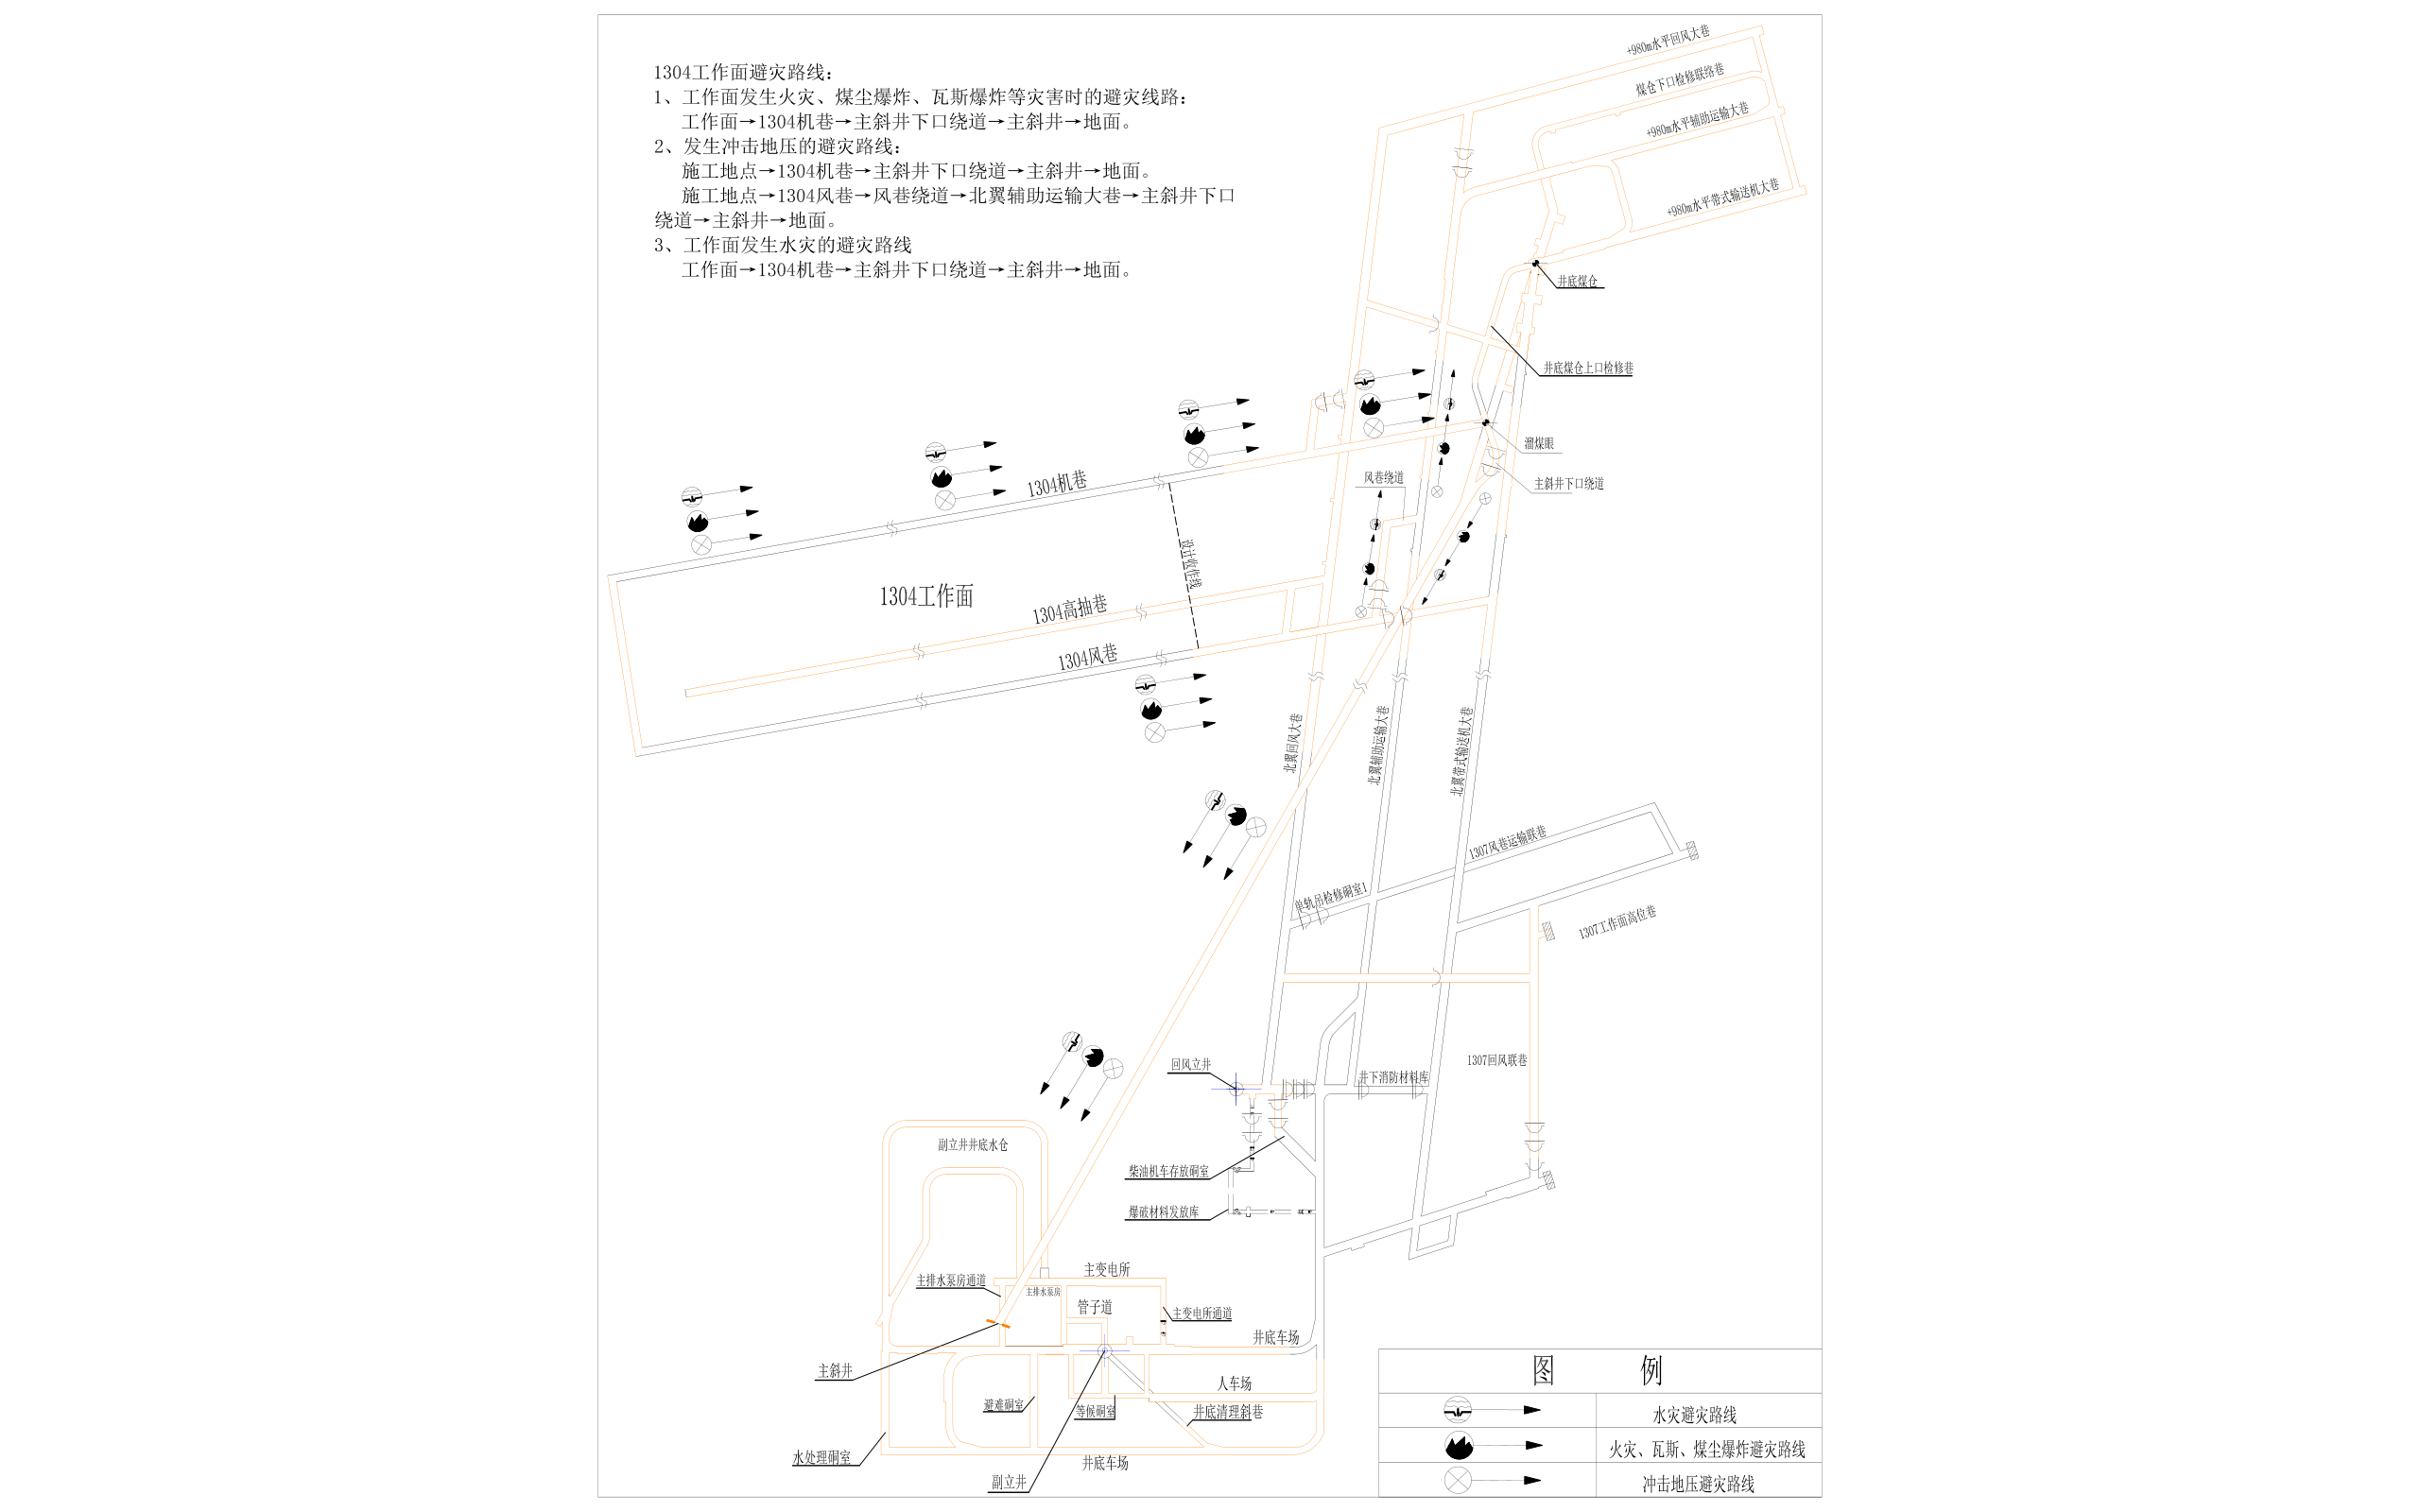 1304工作面避灾路线：
1、工作面发生火灾、煤尘爆炸、瓦斯爆炸等灾害时的避灾线路：
工作面→1304机巷→主斜井下口绕道→主斜井→地面。
2、发生冲击地压的避灾路线：
施工地点→1304机巷→主斜井下口绕道→主斜井→地面。
施工地点→1304风巷→风巷绕道→北翼辅助运输大巷→主斜井下口
绕道→主斜井→地面。
3、工作面发生水灾的避灾路线
工作面→1304机巷→主斜井下口绕道→主斜井→地面。
+980m水平回风大巷
煤仓下口检修联络巷
+980m水平辅助运输大巷
+980m水平带式输送机大巷
井底煤仓
井底煤仓上口检修巷
溜煤眼
主斜井下口绕道
风巷绕道
1304机巷
设计收作线
1304工作面
1304高抽巷
1304风巷
北翼回风大巷
北翼辅助运输大巷
北翼带式输送机大巷
1307风巷运输联巷
单轨吊检修硐室1
1307工作面高位巷
回风立井
井下消防材料库
1307回风联巷
副立井井底水仓
柴油机车存放硐室
爆破材料发放库
主变电所
主排水泵房通道
主排水泵房
管子道
主变电所通道
井底车场
主斜井
人车场
避难硐室
等候硐室
井底清理斜巷
水处理硐室
井底车场
副立井
图 例
水灾避灾路线
火灾、瓦斯、煤尘爆炸避灾路线
冲击地压避灾路线